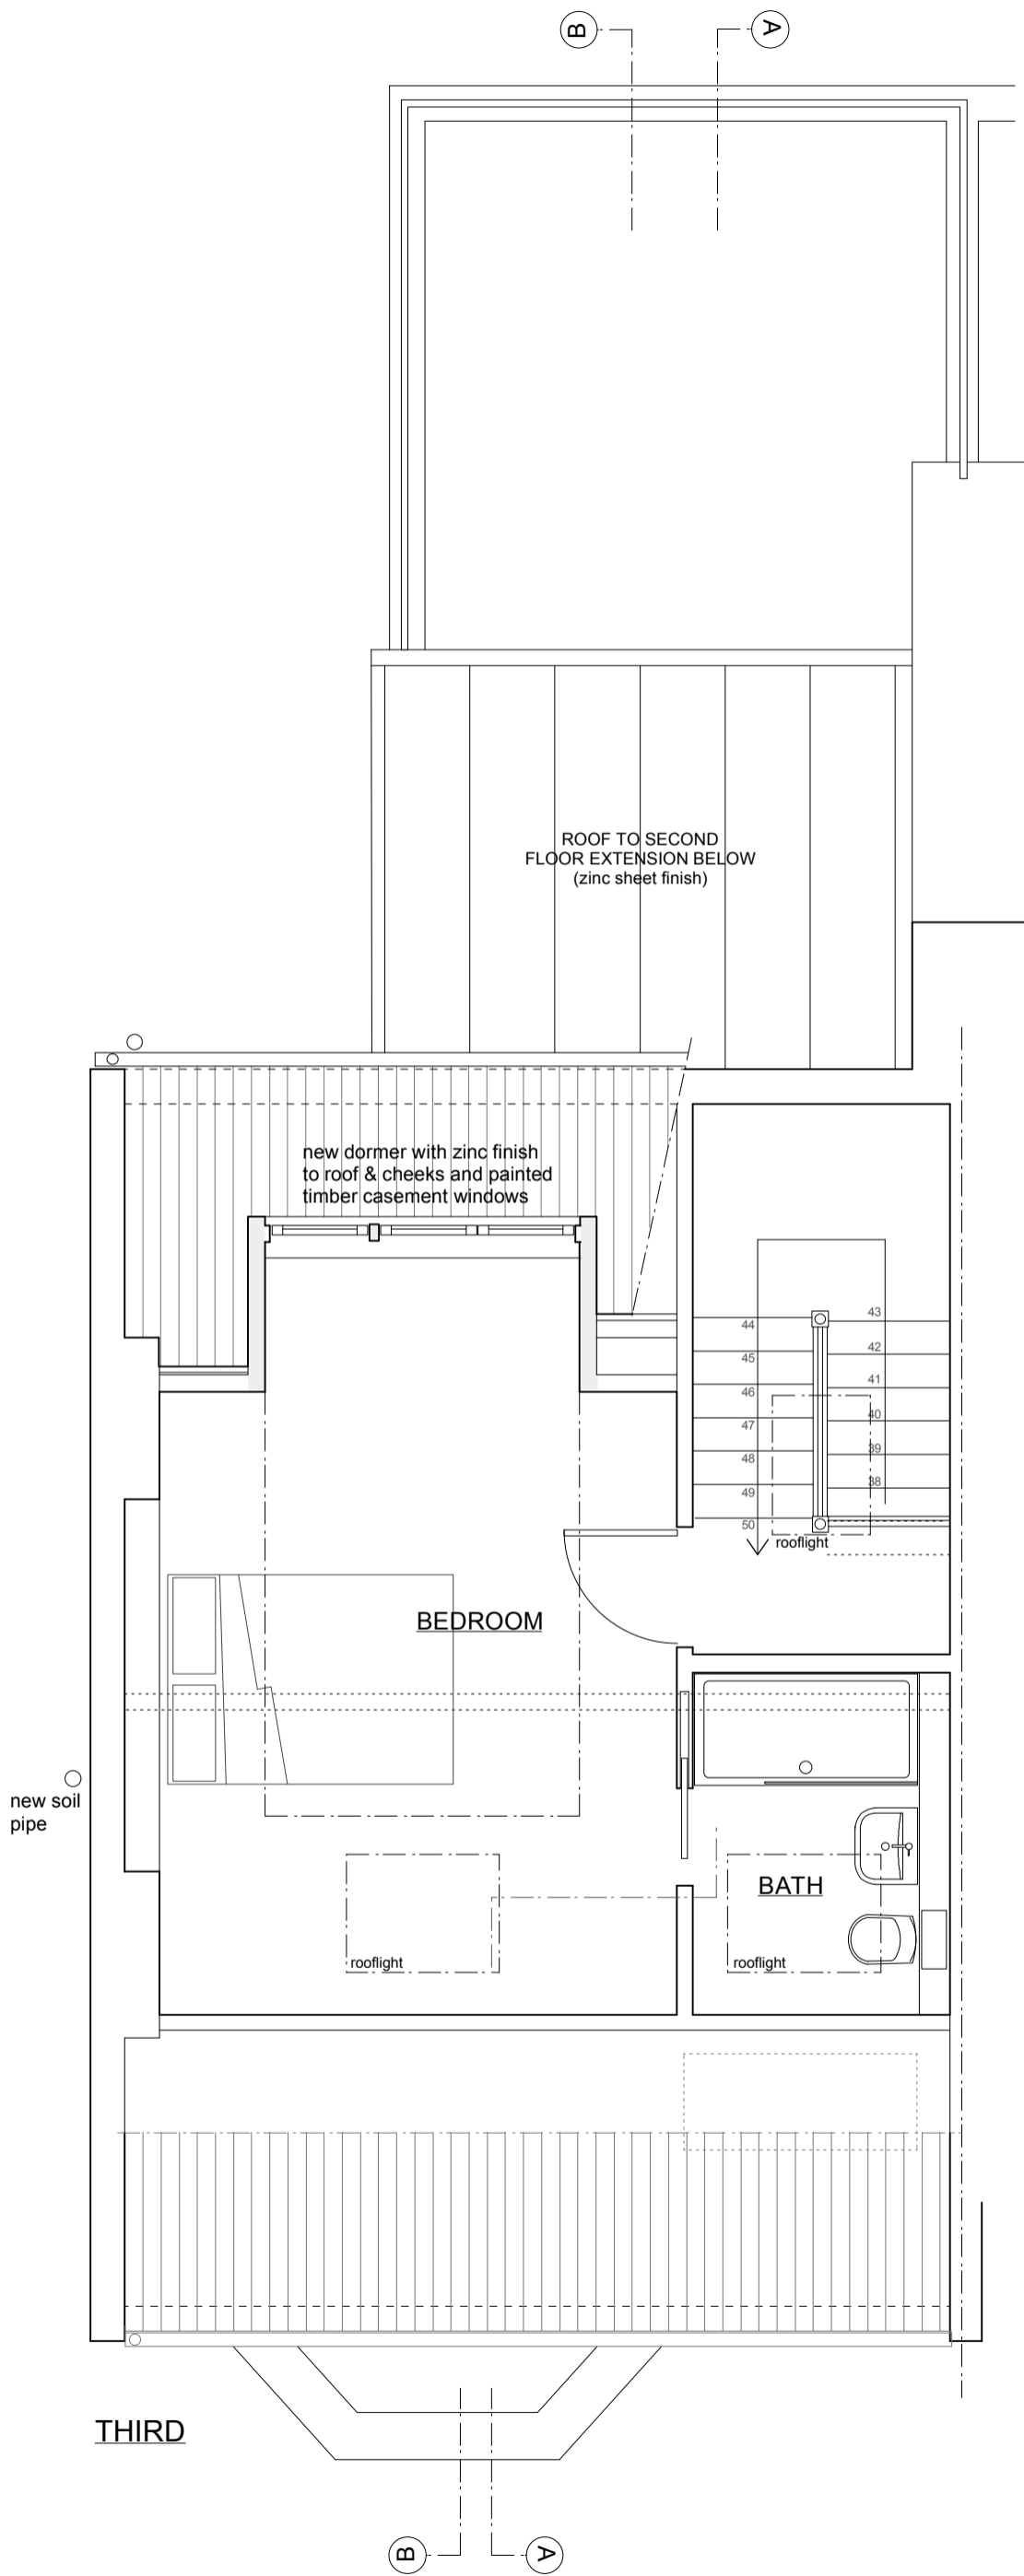 B
A
ROOF TO SECOND
FLOOR EXTENSION BELOW
(zinc sheet finish)
new dormer with zinc finish
to roof & cheeks and painted
timber casement windows
43
44
42
45
41
46
40
47
39
48
38
49
50
rooflight
BEDROOM
new soil
pipe
BATH
rooflight
rooflight
THIRD
B
A